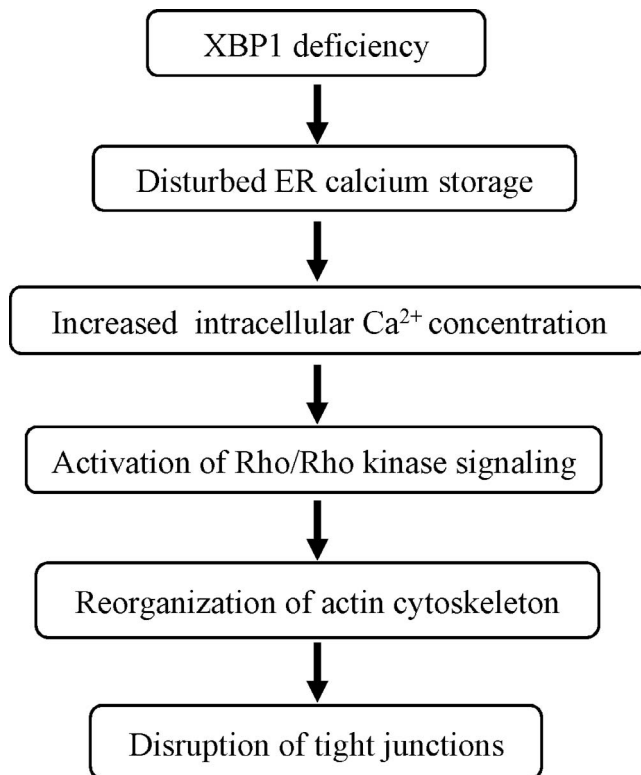 XBP1 deficiency
Disturbed ER calcium storage
Increased intracellular Ca²⁺ concentration
Activation of Rho/Rho kinase signaling
Reorganization of actin cytoskeleton
Disruption of tight junctions